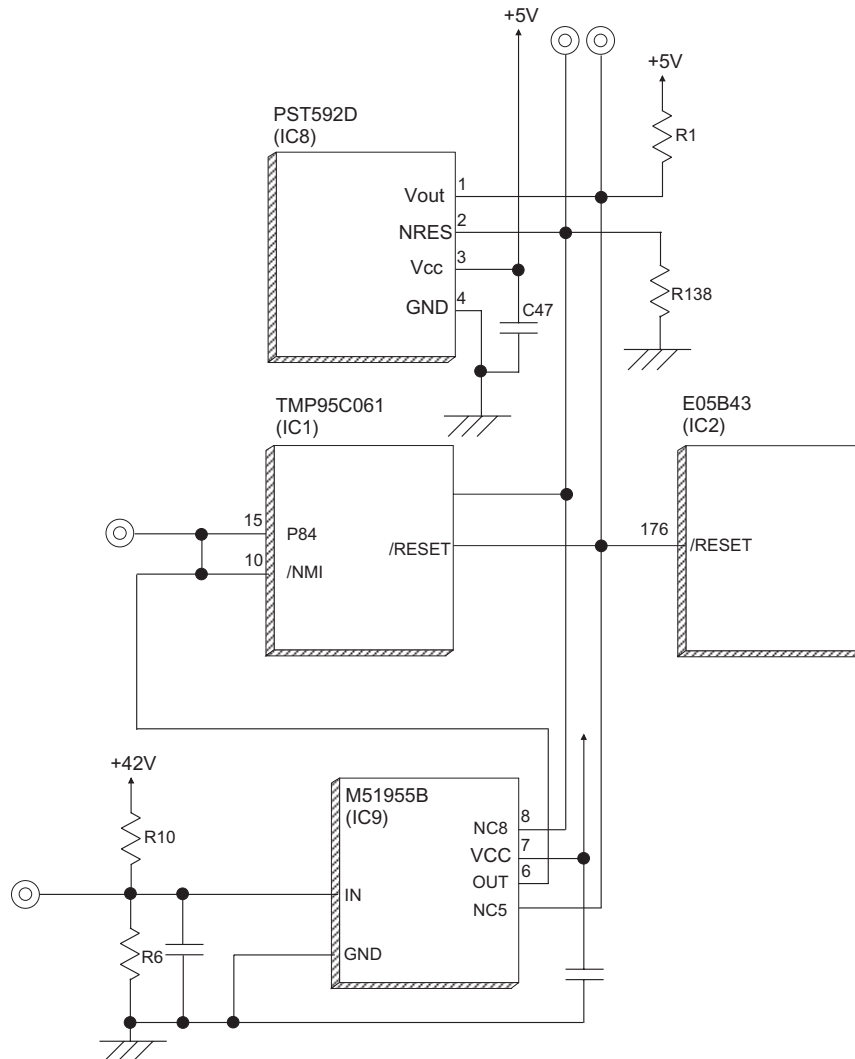 +5V
+5V
PST592D
(IC8)
R1
Vout
1
NRES
2
Vcc
3
GND
4
C47
R138
TMP95C061
(IC1)
E05B43
(IC2)
15
P84
10
/NMI
/RESET
176
/RESET
+42V
M51955B
(IC9)
R10
NC8
8
VCC
7
OUT
6
NC5
IN
R6
GND